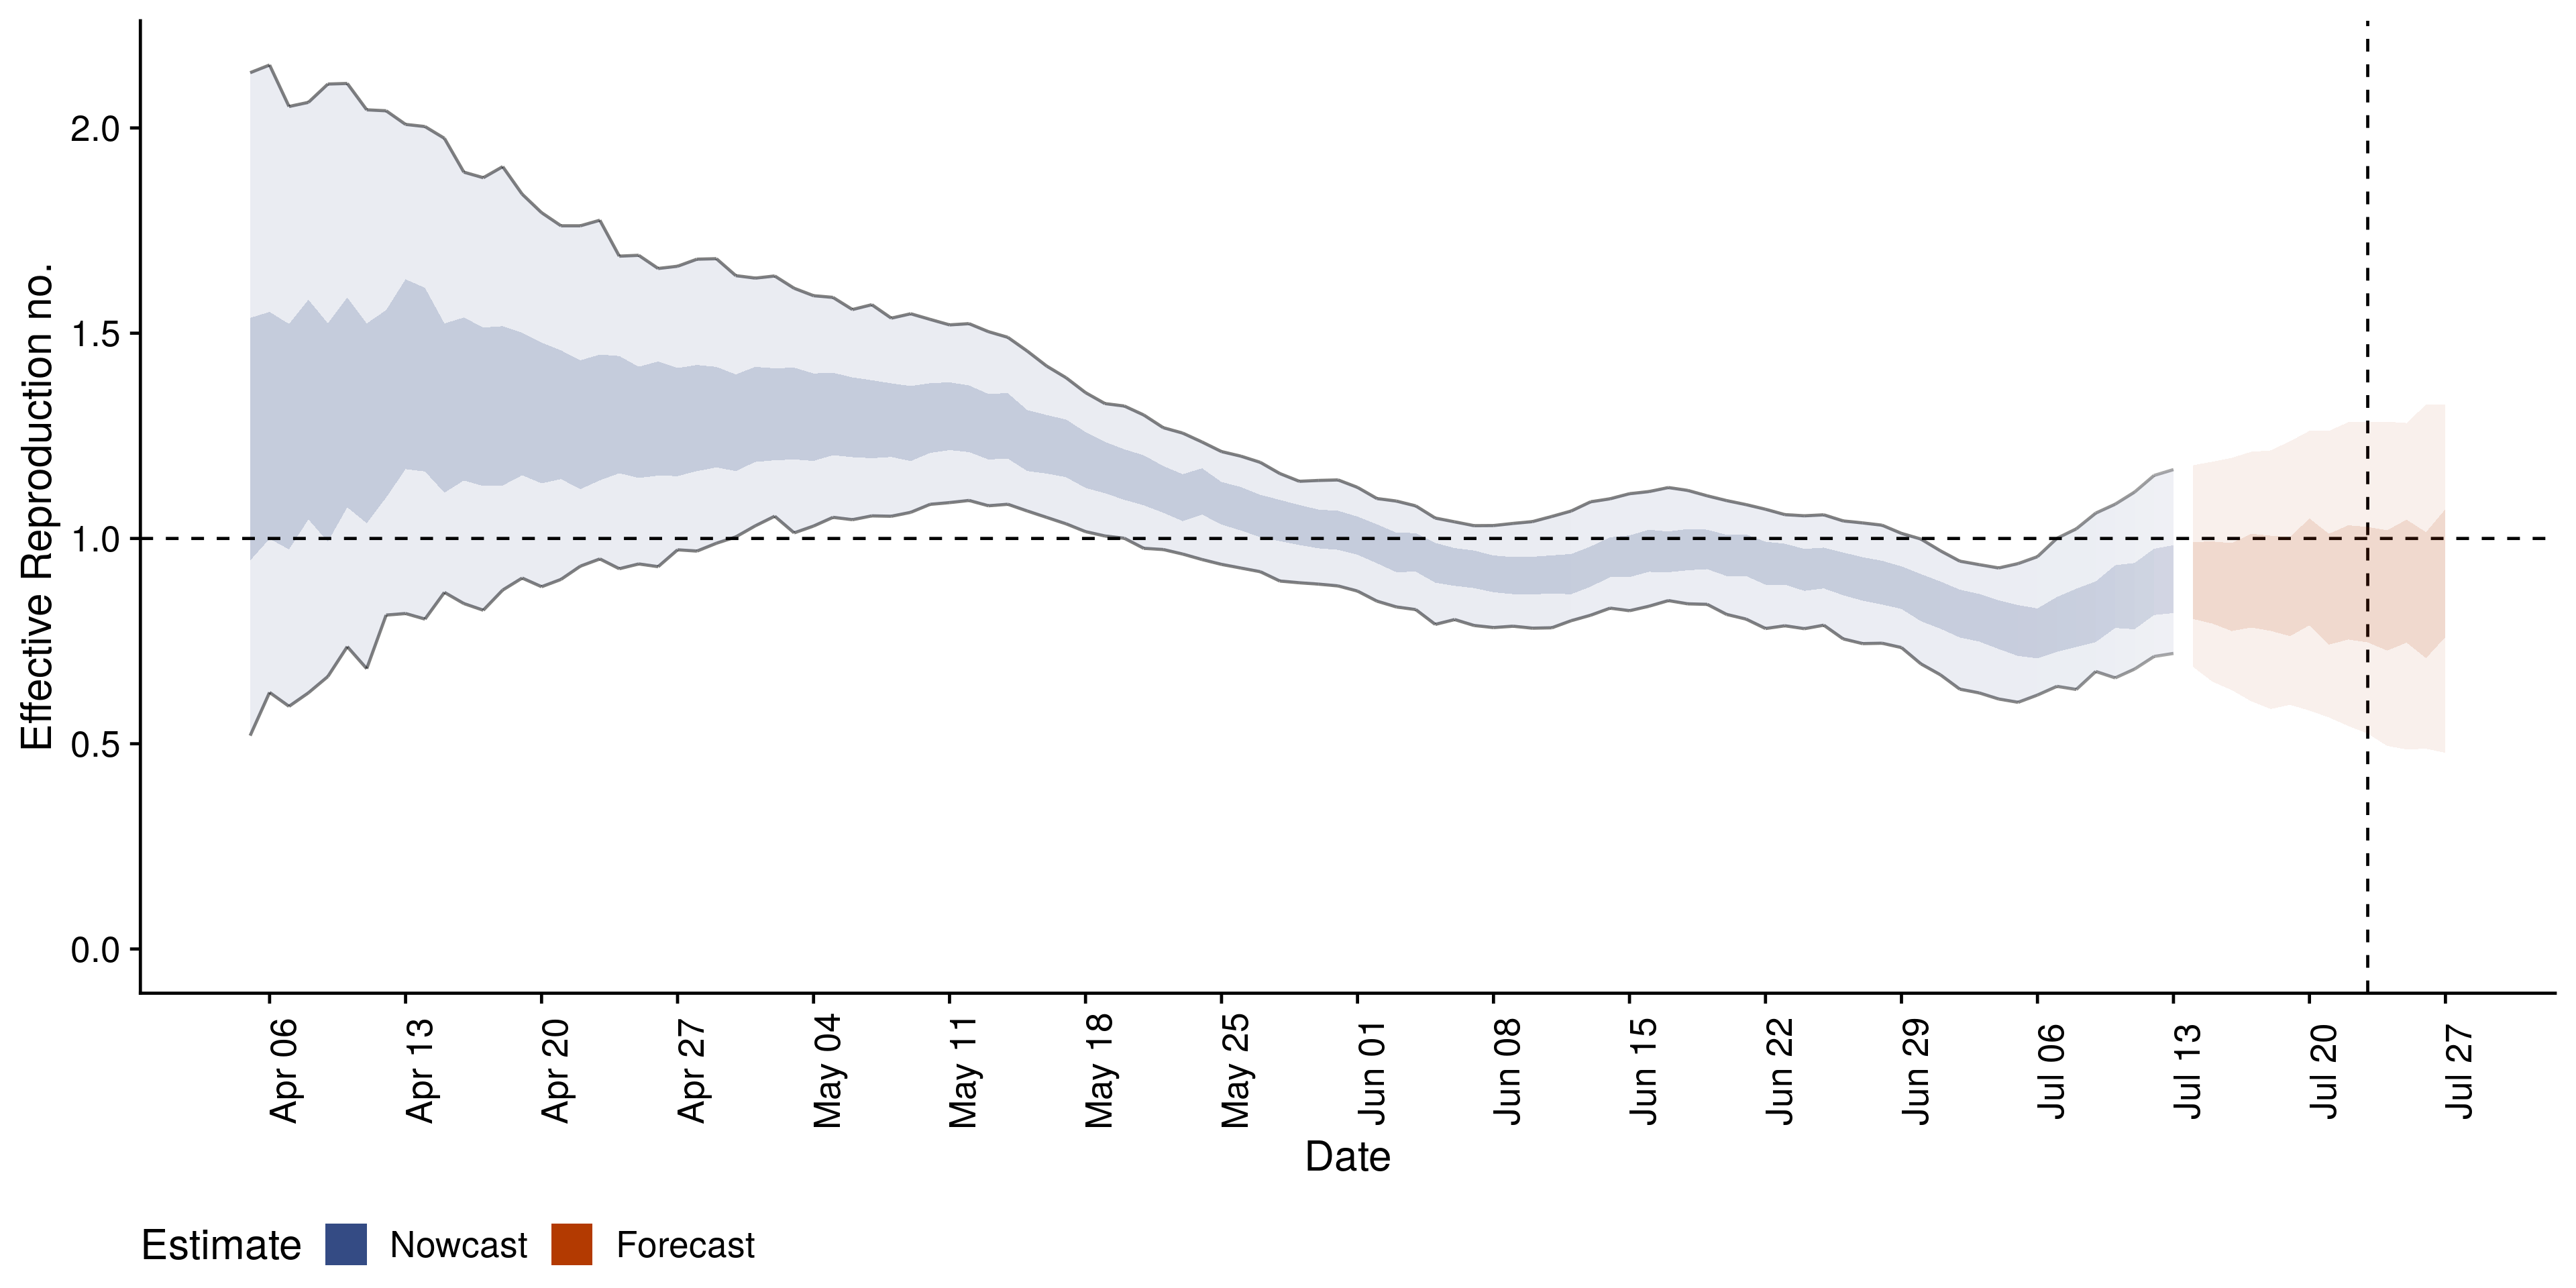 Effective Reproduction no.
2.0
1.5
1.0
0.5
0.0
Apr 06
Apr 13
Apr 20
Apr 27
May 04
May 11
May 18
May 25
Jun 01
Jun 08
Jun 15
Jun 22
Jun 29
Jul 06
Jul 13
Jul 20
Jul 27
Date
Estimate Nowcast Forecast